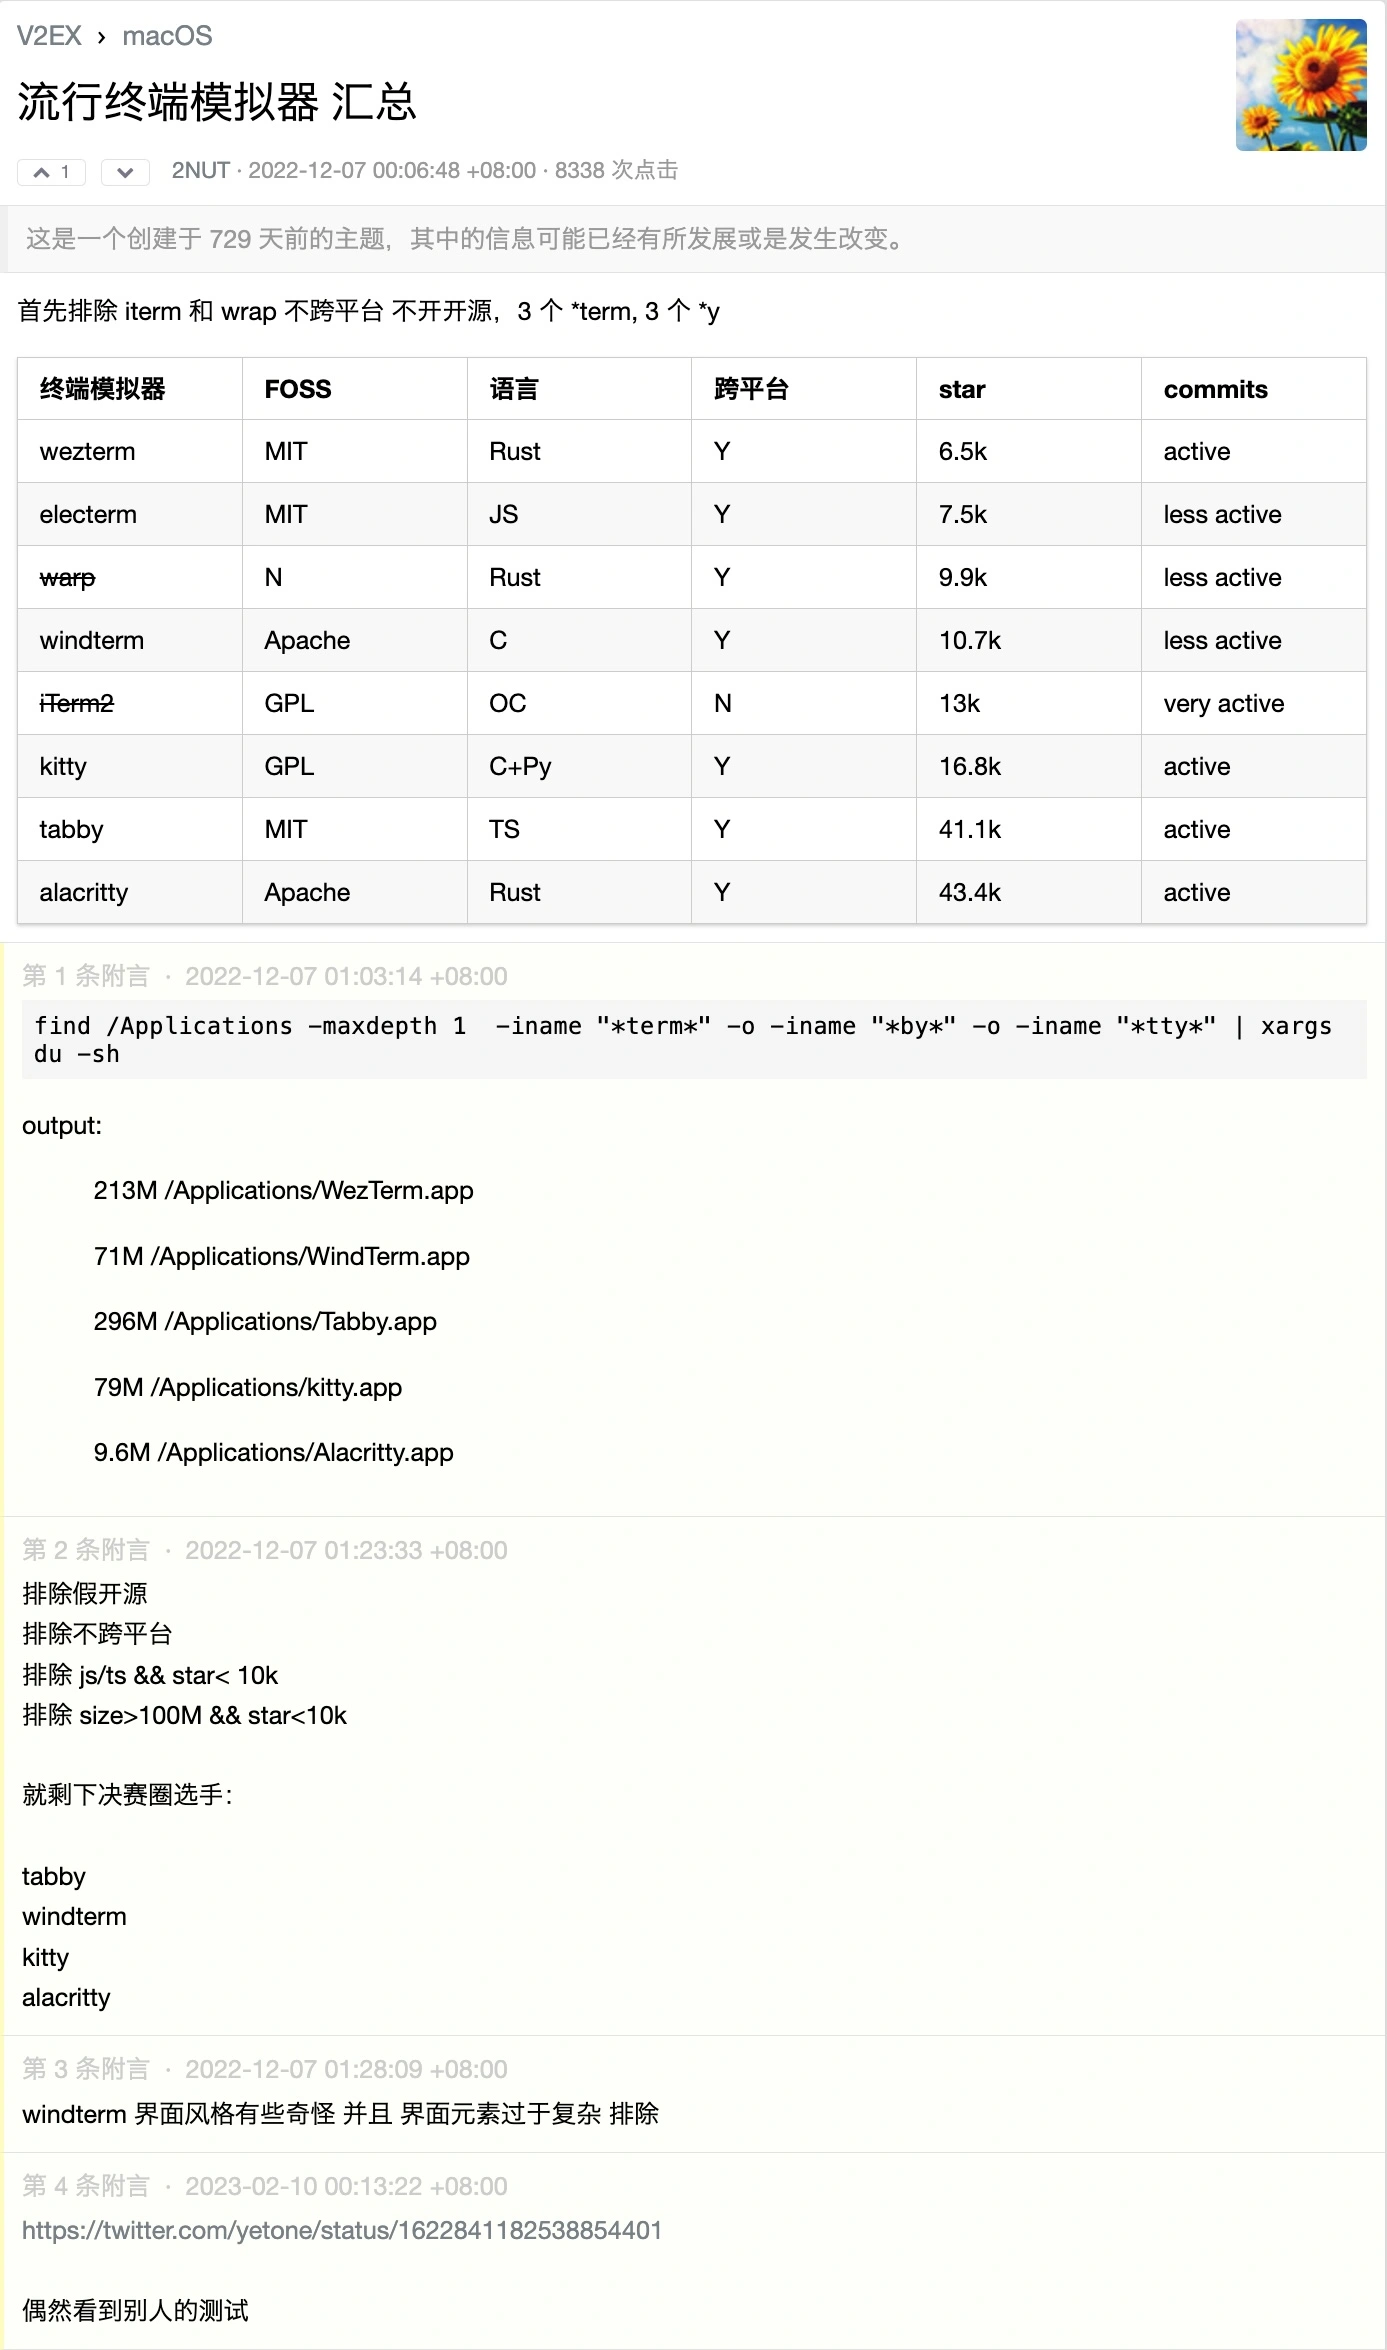 V2EX › macOS
流行终端模拟器 汇总
1 2NUT · 2022-12-07 00:06:48 +08:00 · 8338 次点击
这是一个创建于 729 天前的主题，其中的信息可能已经有所发展或是发生改变。
首先排除 iterm 和 wrap 不跨平台 不开开源，3 个 *term, 3 个 *y
终端模拟器 FOSS 语言 跨平台 star commits
wezterm MIT Rust Y 6.5k active
electerm MIT JS Y 7.5k less active
warp N Rust Y 9.9k less active
windterm Apache C Y 10.7k less active
iTerm2 GPL OC N 13k very active
kitty GPL C+Py Y 16.8k active
tabby MIT TS Y 41.1k active
alacritty Apache Rust Y 43.4k active
第 1 条附言 · 2022-12-07 01:03:14 +08:00
find /Applications -maxdepth 1  -iname "*term*" -o -iname "*by*" -o -iname "*tty*" | xargs
du -sh
output:
213M /Applications/WezTerm.app
71M /Applications/WindTerm.app
296M /Applications/Tabby.app
79M /Applications/kitty.app
9.6M /Applications/Alacritty.app
第 2 条附言 · 2022-12-07 01:23:33 +08:00
排除假开源
排除不跨平台
排除 js/ts && star< 10k
排除 size>100M && star<10k
就剩下决赛圈选手：
tabby
windterm
kitty
alacritty
第 3 条附言 · 2022-12-07 01:28:09 +08:00
windterm 界面风格有些奇怪 并且 界面元素过于复杂 排除
第 4 条附言 · 2023-02-10 00:13:22 +08:00
https://twitter.com/yetone/status/1622841182538854401
偶然看到别人的测试